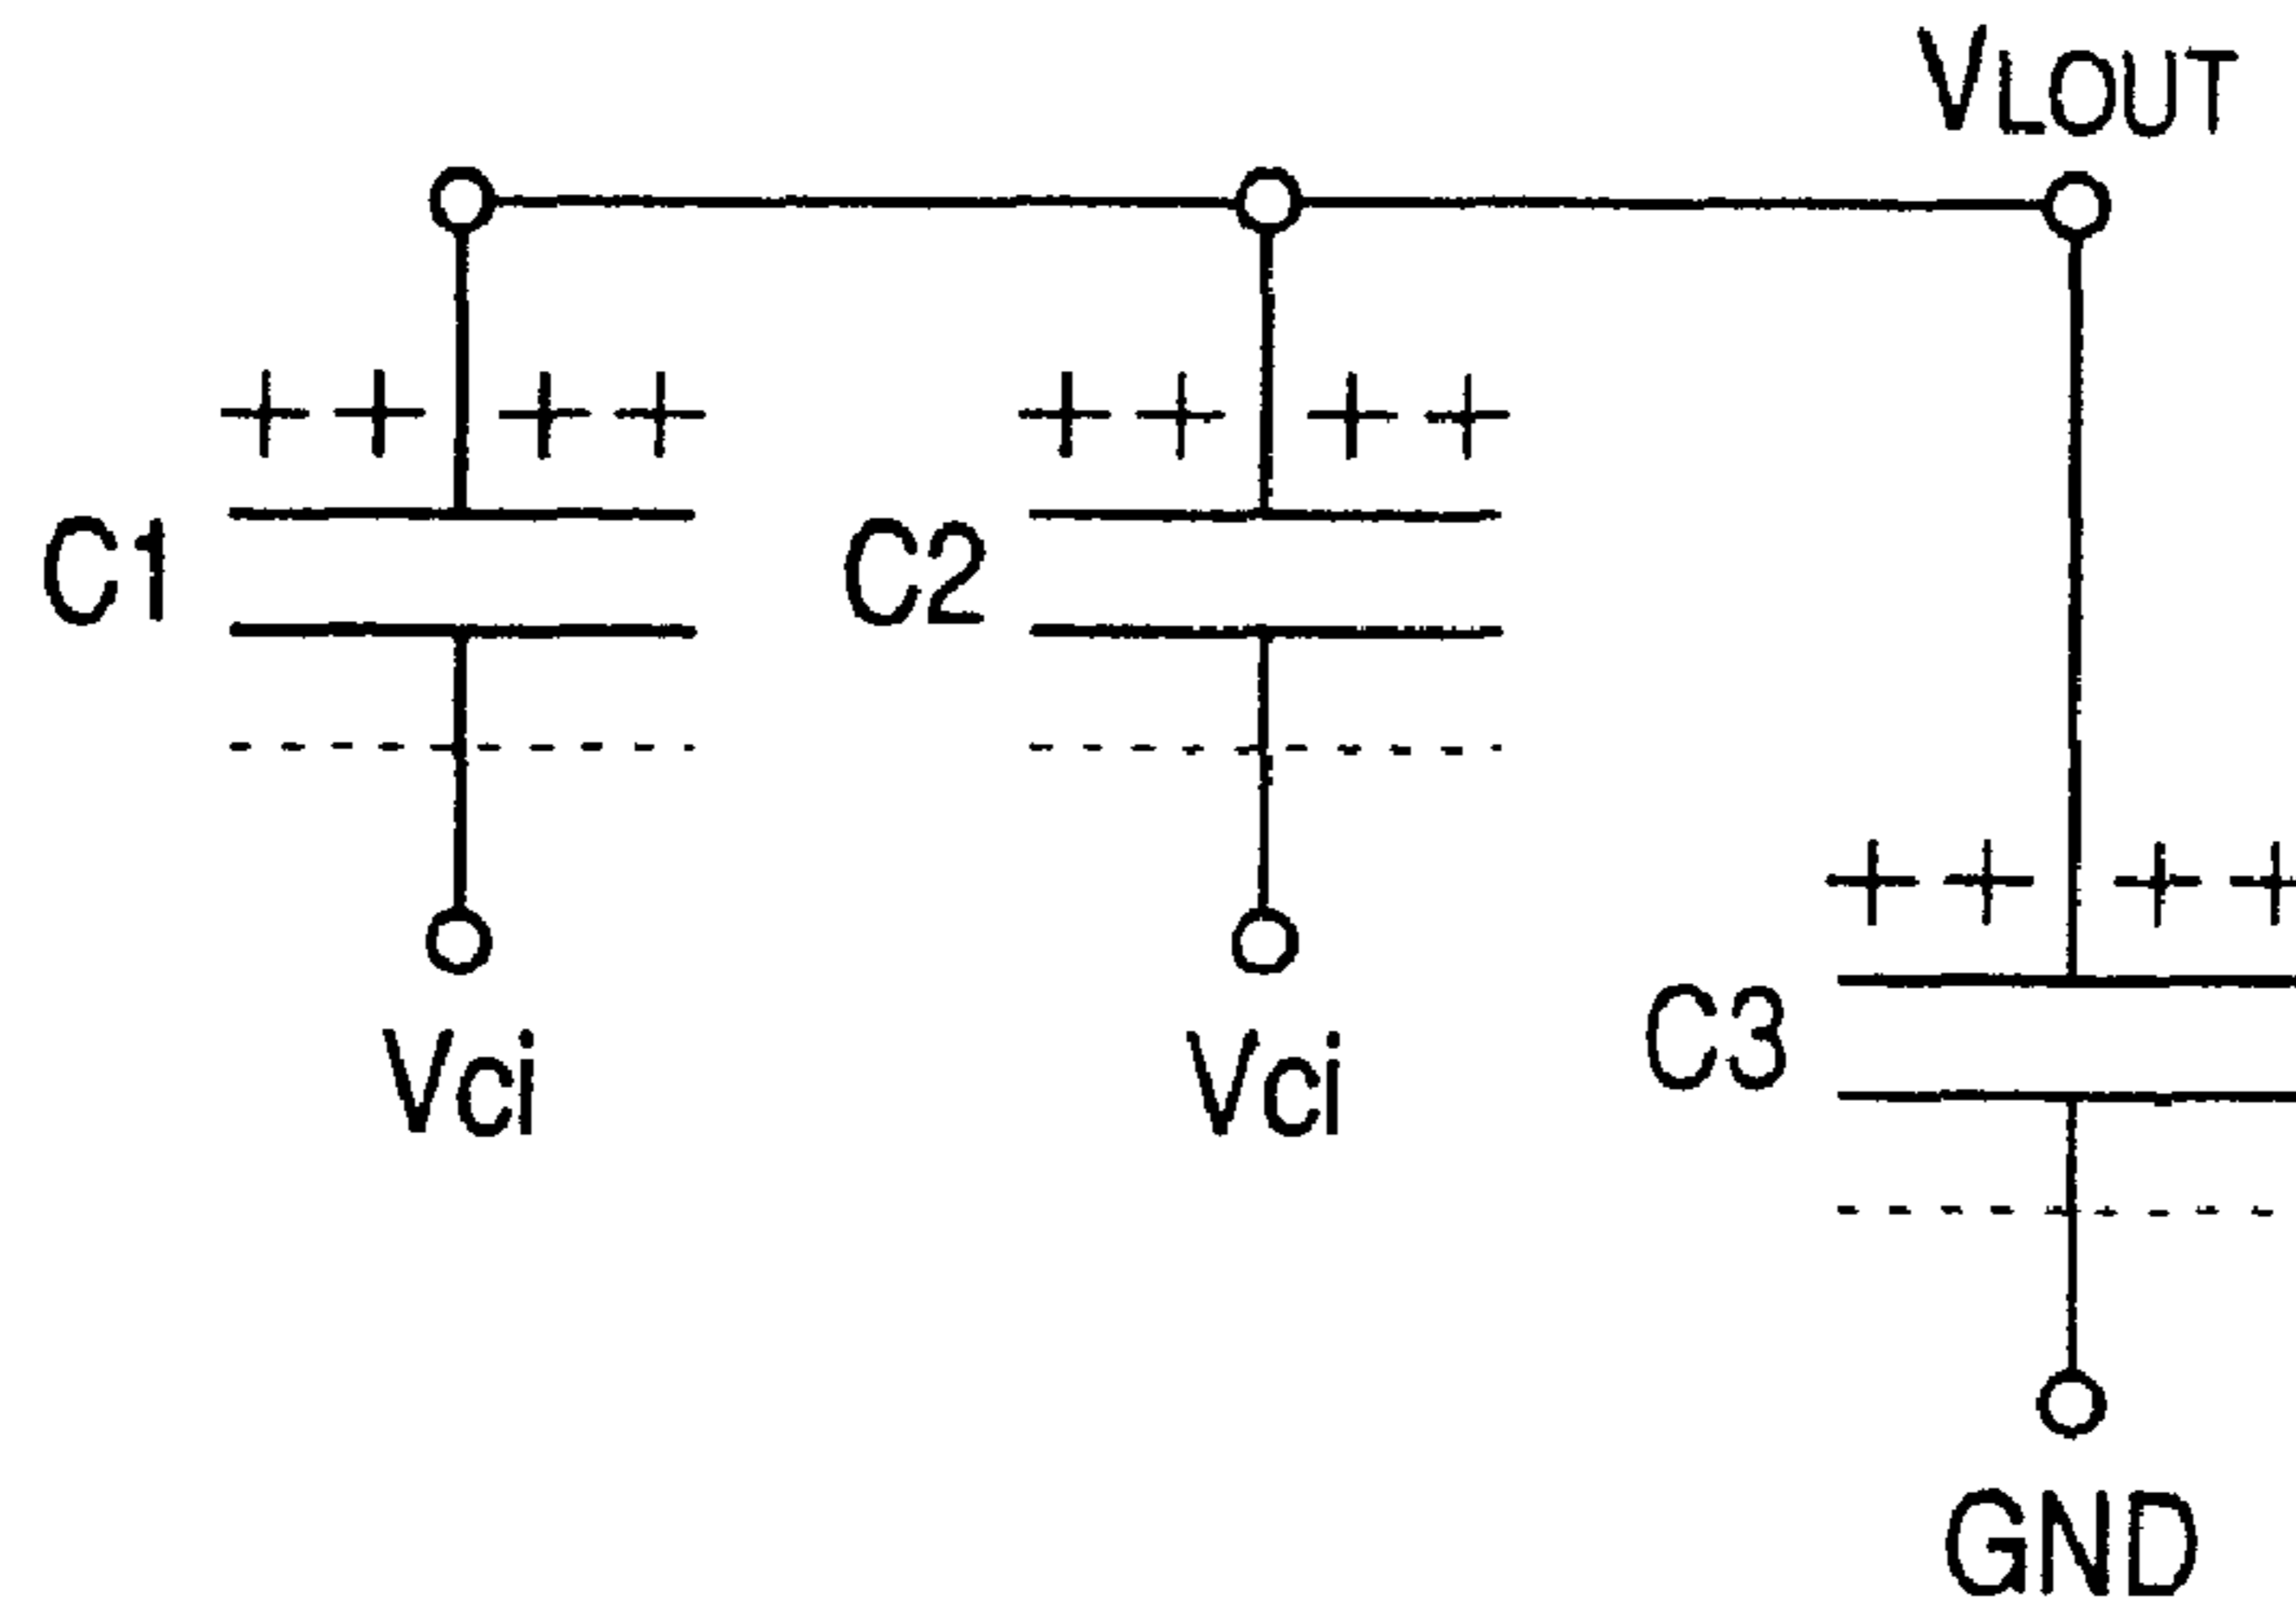 VLOUT
+ + + +
+ + + +
C1
C2
+ + + +
C3
Vci
Vci
GND